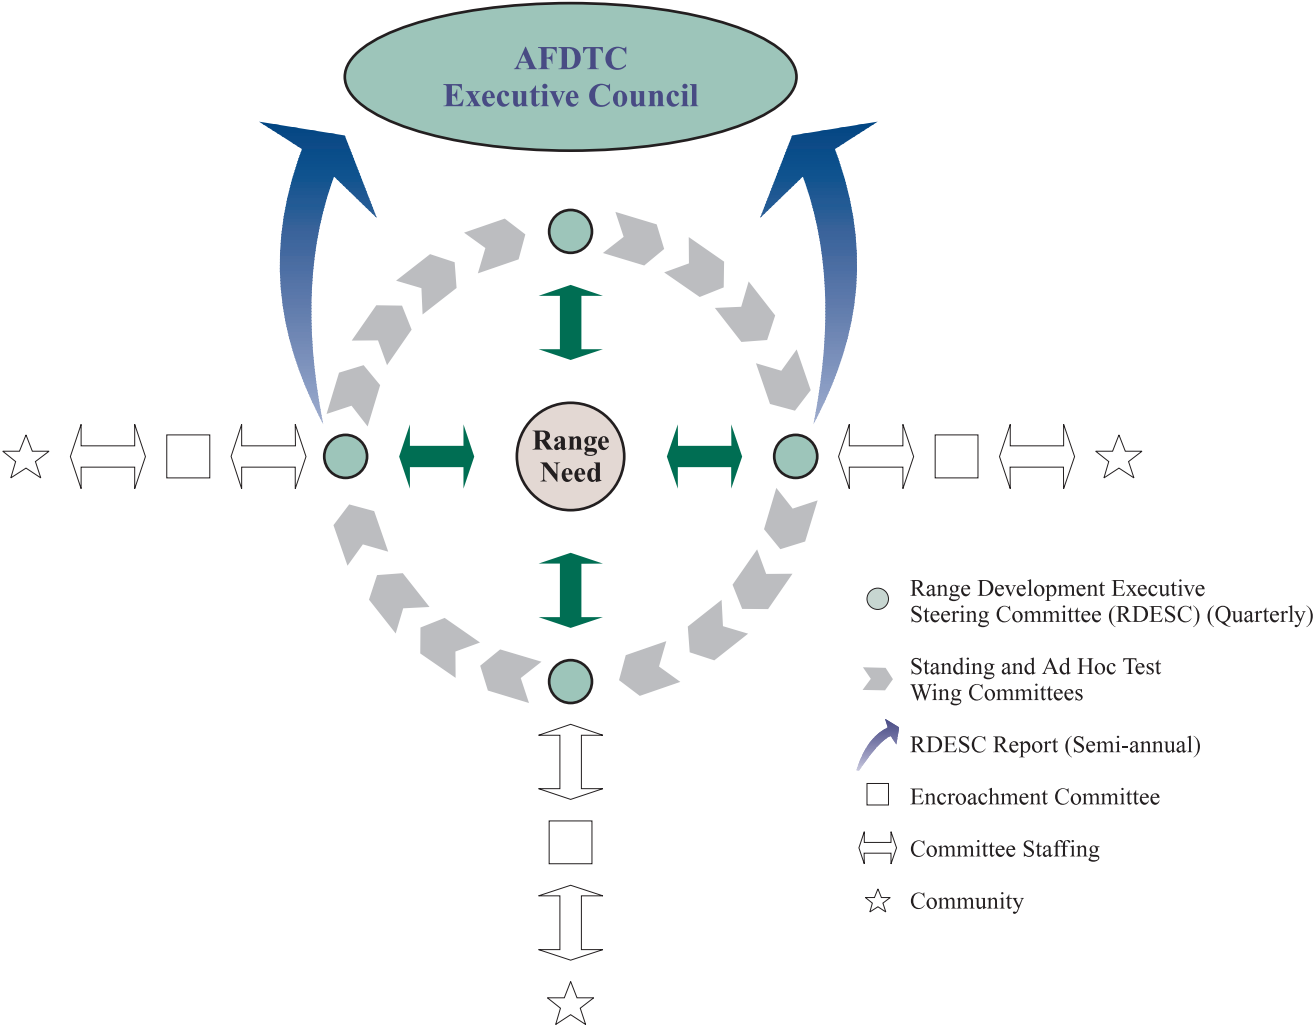 AFDTC
Executive Council
Range
Need
Range Development Executive
Steering Committee (RDESC) (Quarterly)
Standing and Ad Hoc Test
Wing Committees
RDESC Report (Semi-annual)
Encroachment Committee
Committee Staffing
Community